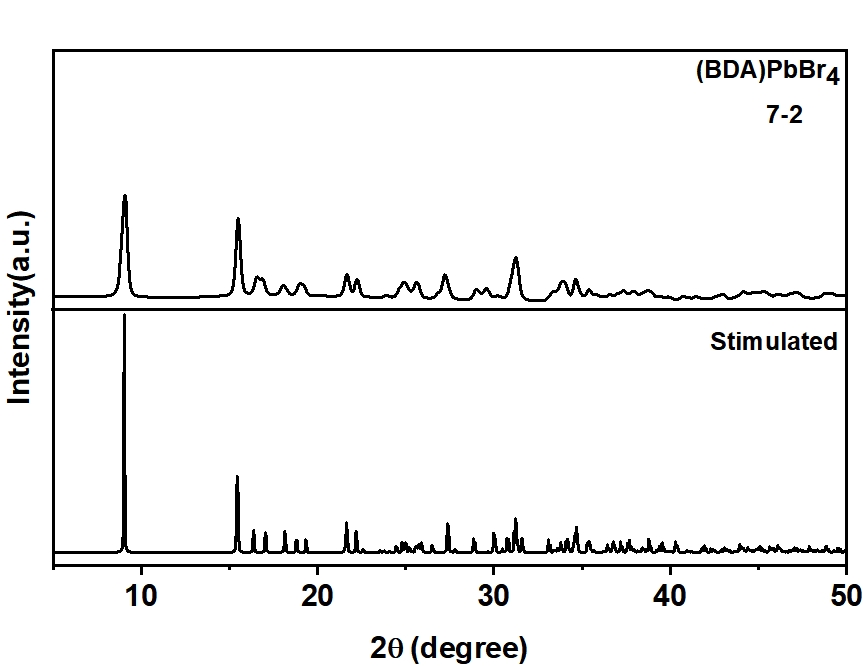 (BDA)PbBr4
7-2
Intensity(a.u.)
Stimulated
10 20 30 40 50
2θ (degree)